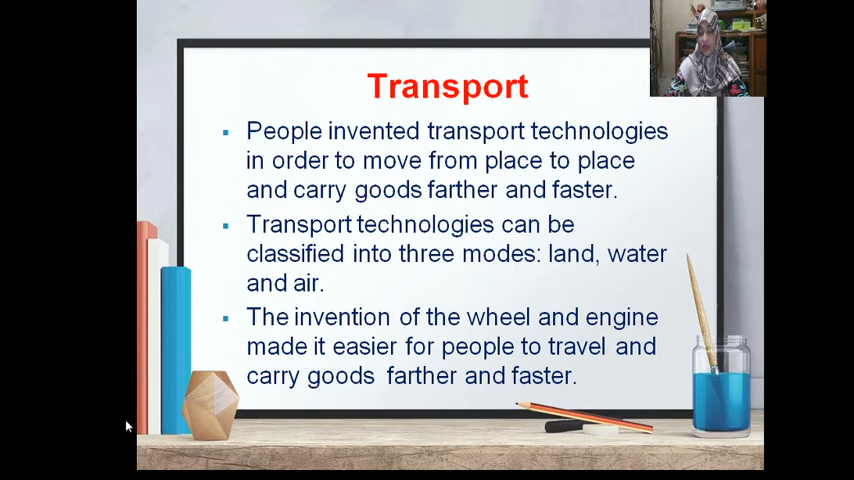 Transport
▪ People invented transport technologies
in order to move from place to place
and carry goods farther and faster.
▪ Transport technologies can be
classified into three modes: land, water
and air.
▪ The invention of the wheel and engine
made it easier for people to travel and
carry goods farther and faster.